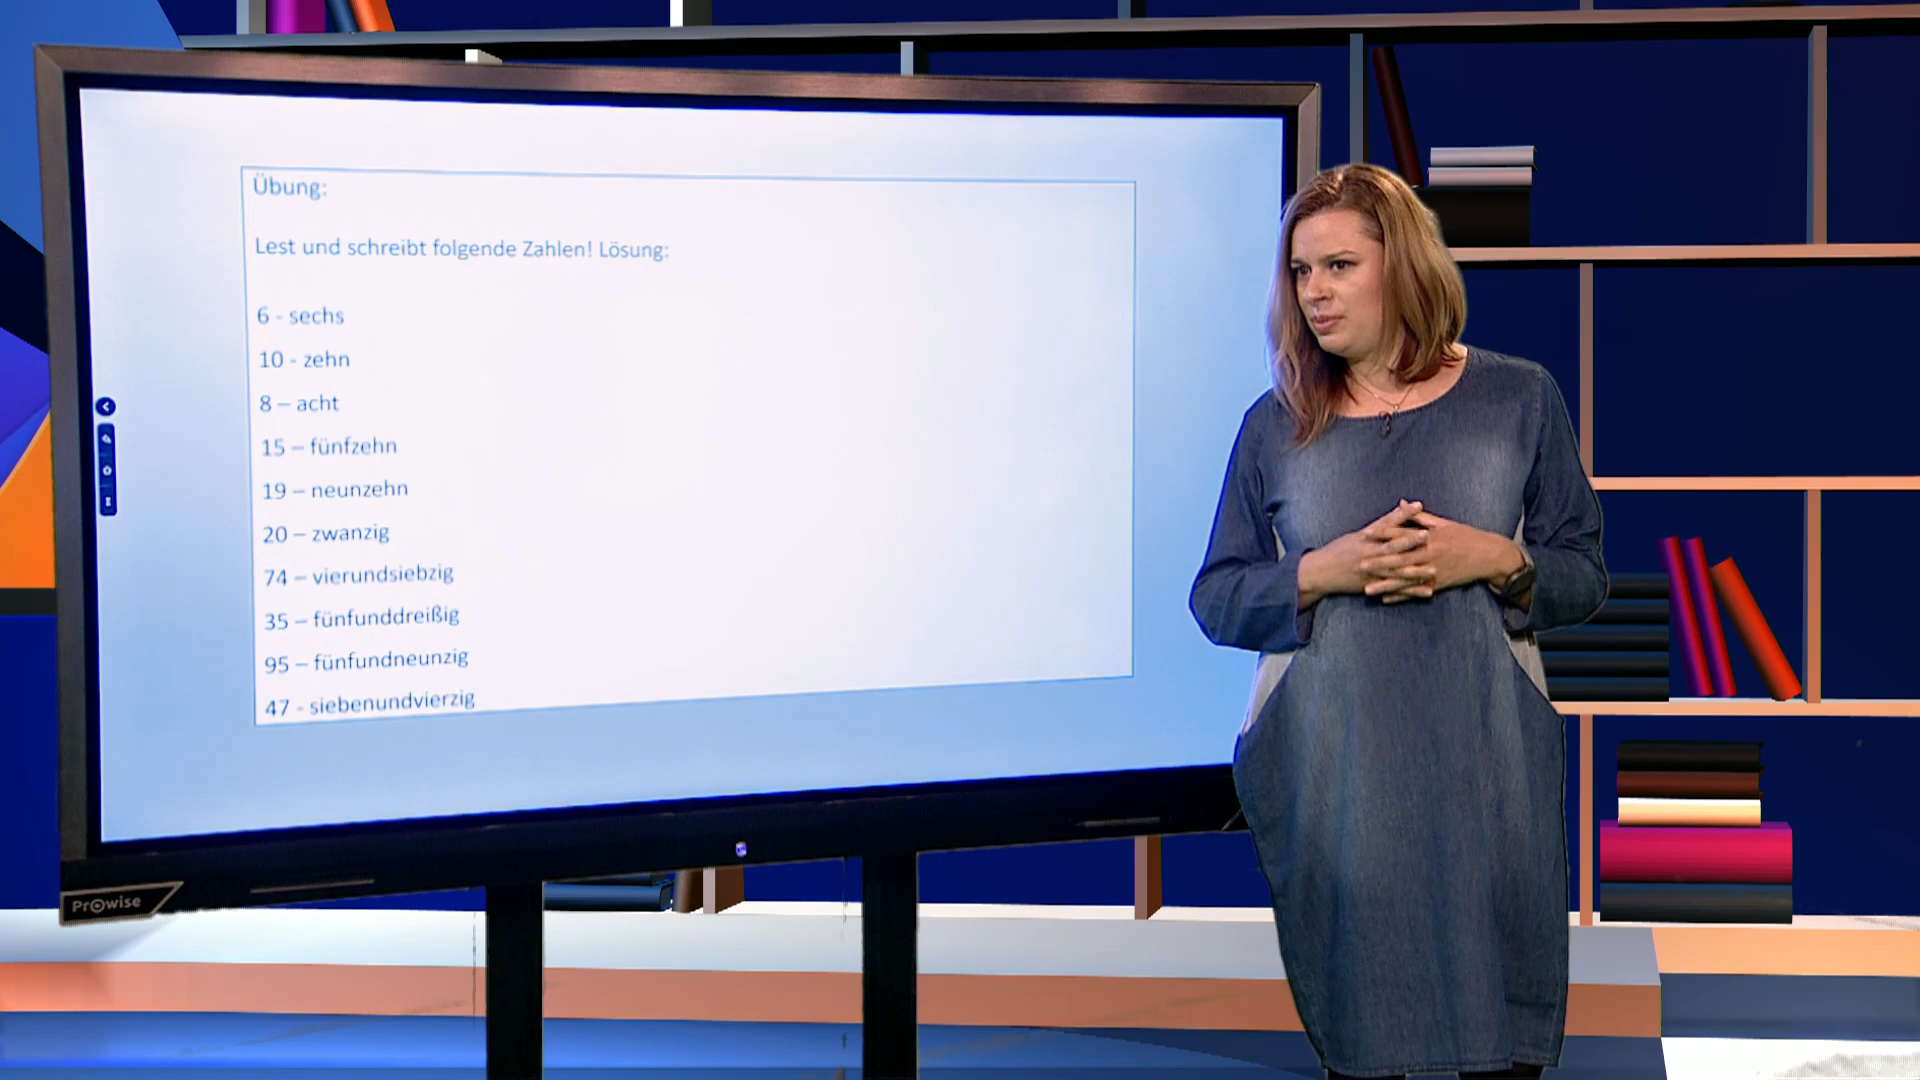 Übung:
Lest und schreibt folgende Zahlen! Lösung:
6 - sechs
10 - zehn
8 – acht
15 – fünfzehn
19 – neunzehn
20 – zwanzig
74 – vierundsiebzig
35 – fünfunddreißig
95 – fünfundneunzig
47 - siebenundvierzig
Prowise